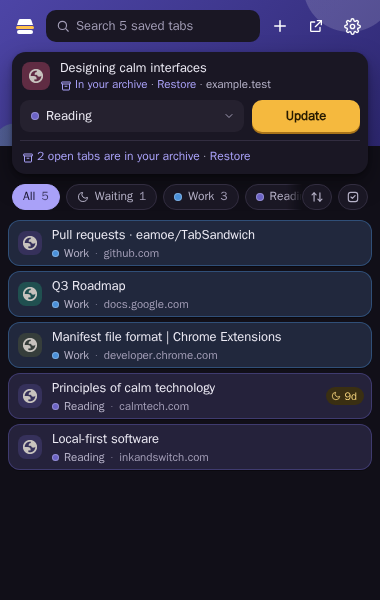 Search 5 saved tabs
Designing calm interfaces
In your archive · Restore · example.test
Reading
Update
2 open tabs are in your archive · Restore
All 5
Waiting 1
Work 3
Readi
Pull requests · eamoe/TabSandwich
Work · github.com
Q3 Roadmap
Work · docs.google.com
Manifest file format | Chrome Extensions
Work · developer.chrome.com
Principles of calm technology
Reading · calmtech.com
9d
Local-first software
Reading · inkandswitch.com